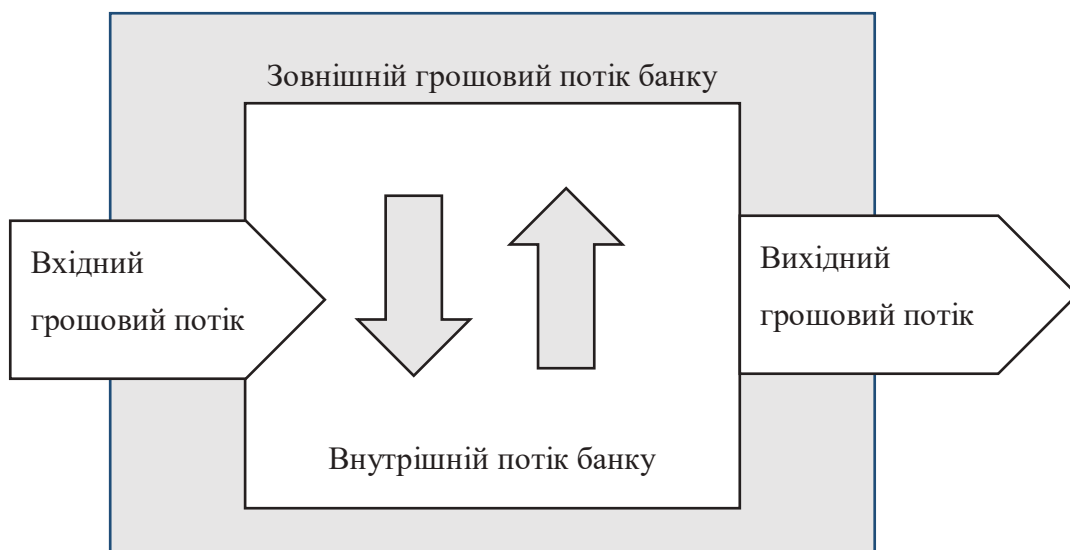 Зовнішній грошовий потік банку
Вхідний
грошовий потік
Вихідний
грошовий потік
Внутрішній потік банку